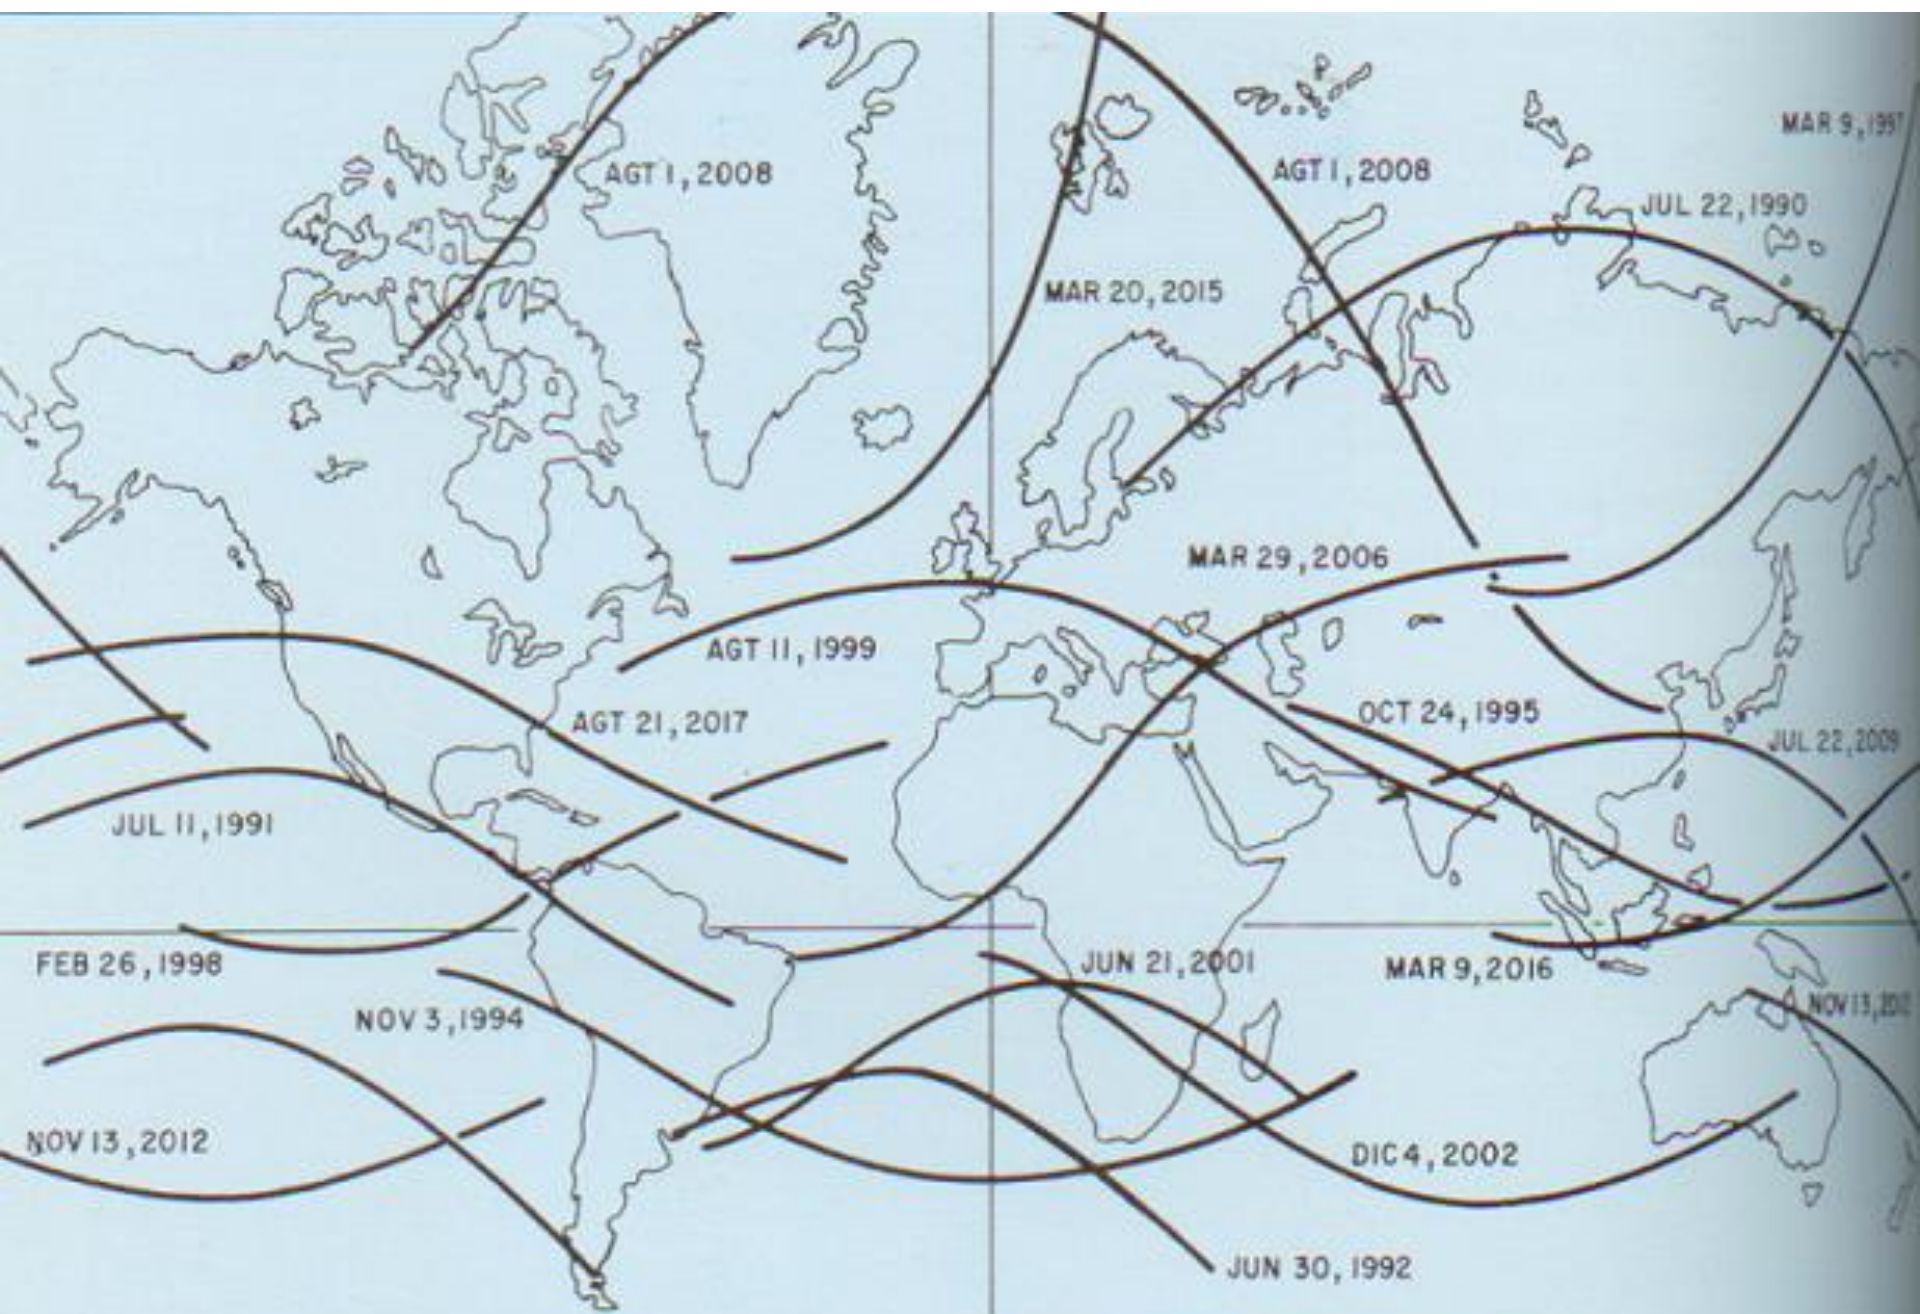 MAR 9, 1997
AGT 1, 2008
AGT 1, 2008
JUL 22, 1990
MAR 20, 2015
MAR 29, 2006
AGT 11, 1999
AGT 21, 2017
OCT 24, 1995
JUL 22, 2009
JUL 11, 1991
FEB 26, 1998
JUN 21, 2001
MAR 9, 2016
NOV 3, 1994
NOV 13, 2012
NOV 13, 2012
DIC 4, 2002
JUN 30, 1992